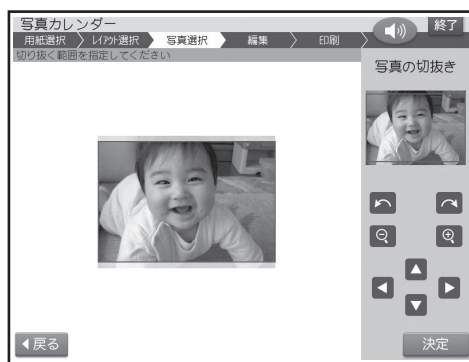 写真カレンダー
終了
用紙選択 レイアウト選択 写真選択 編集 印刷
切り抜く範囲を指定してください
写真の切抜き
戻る
決定